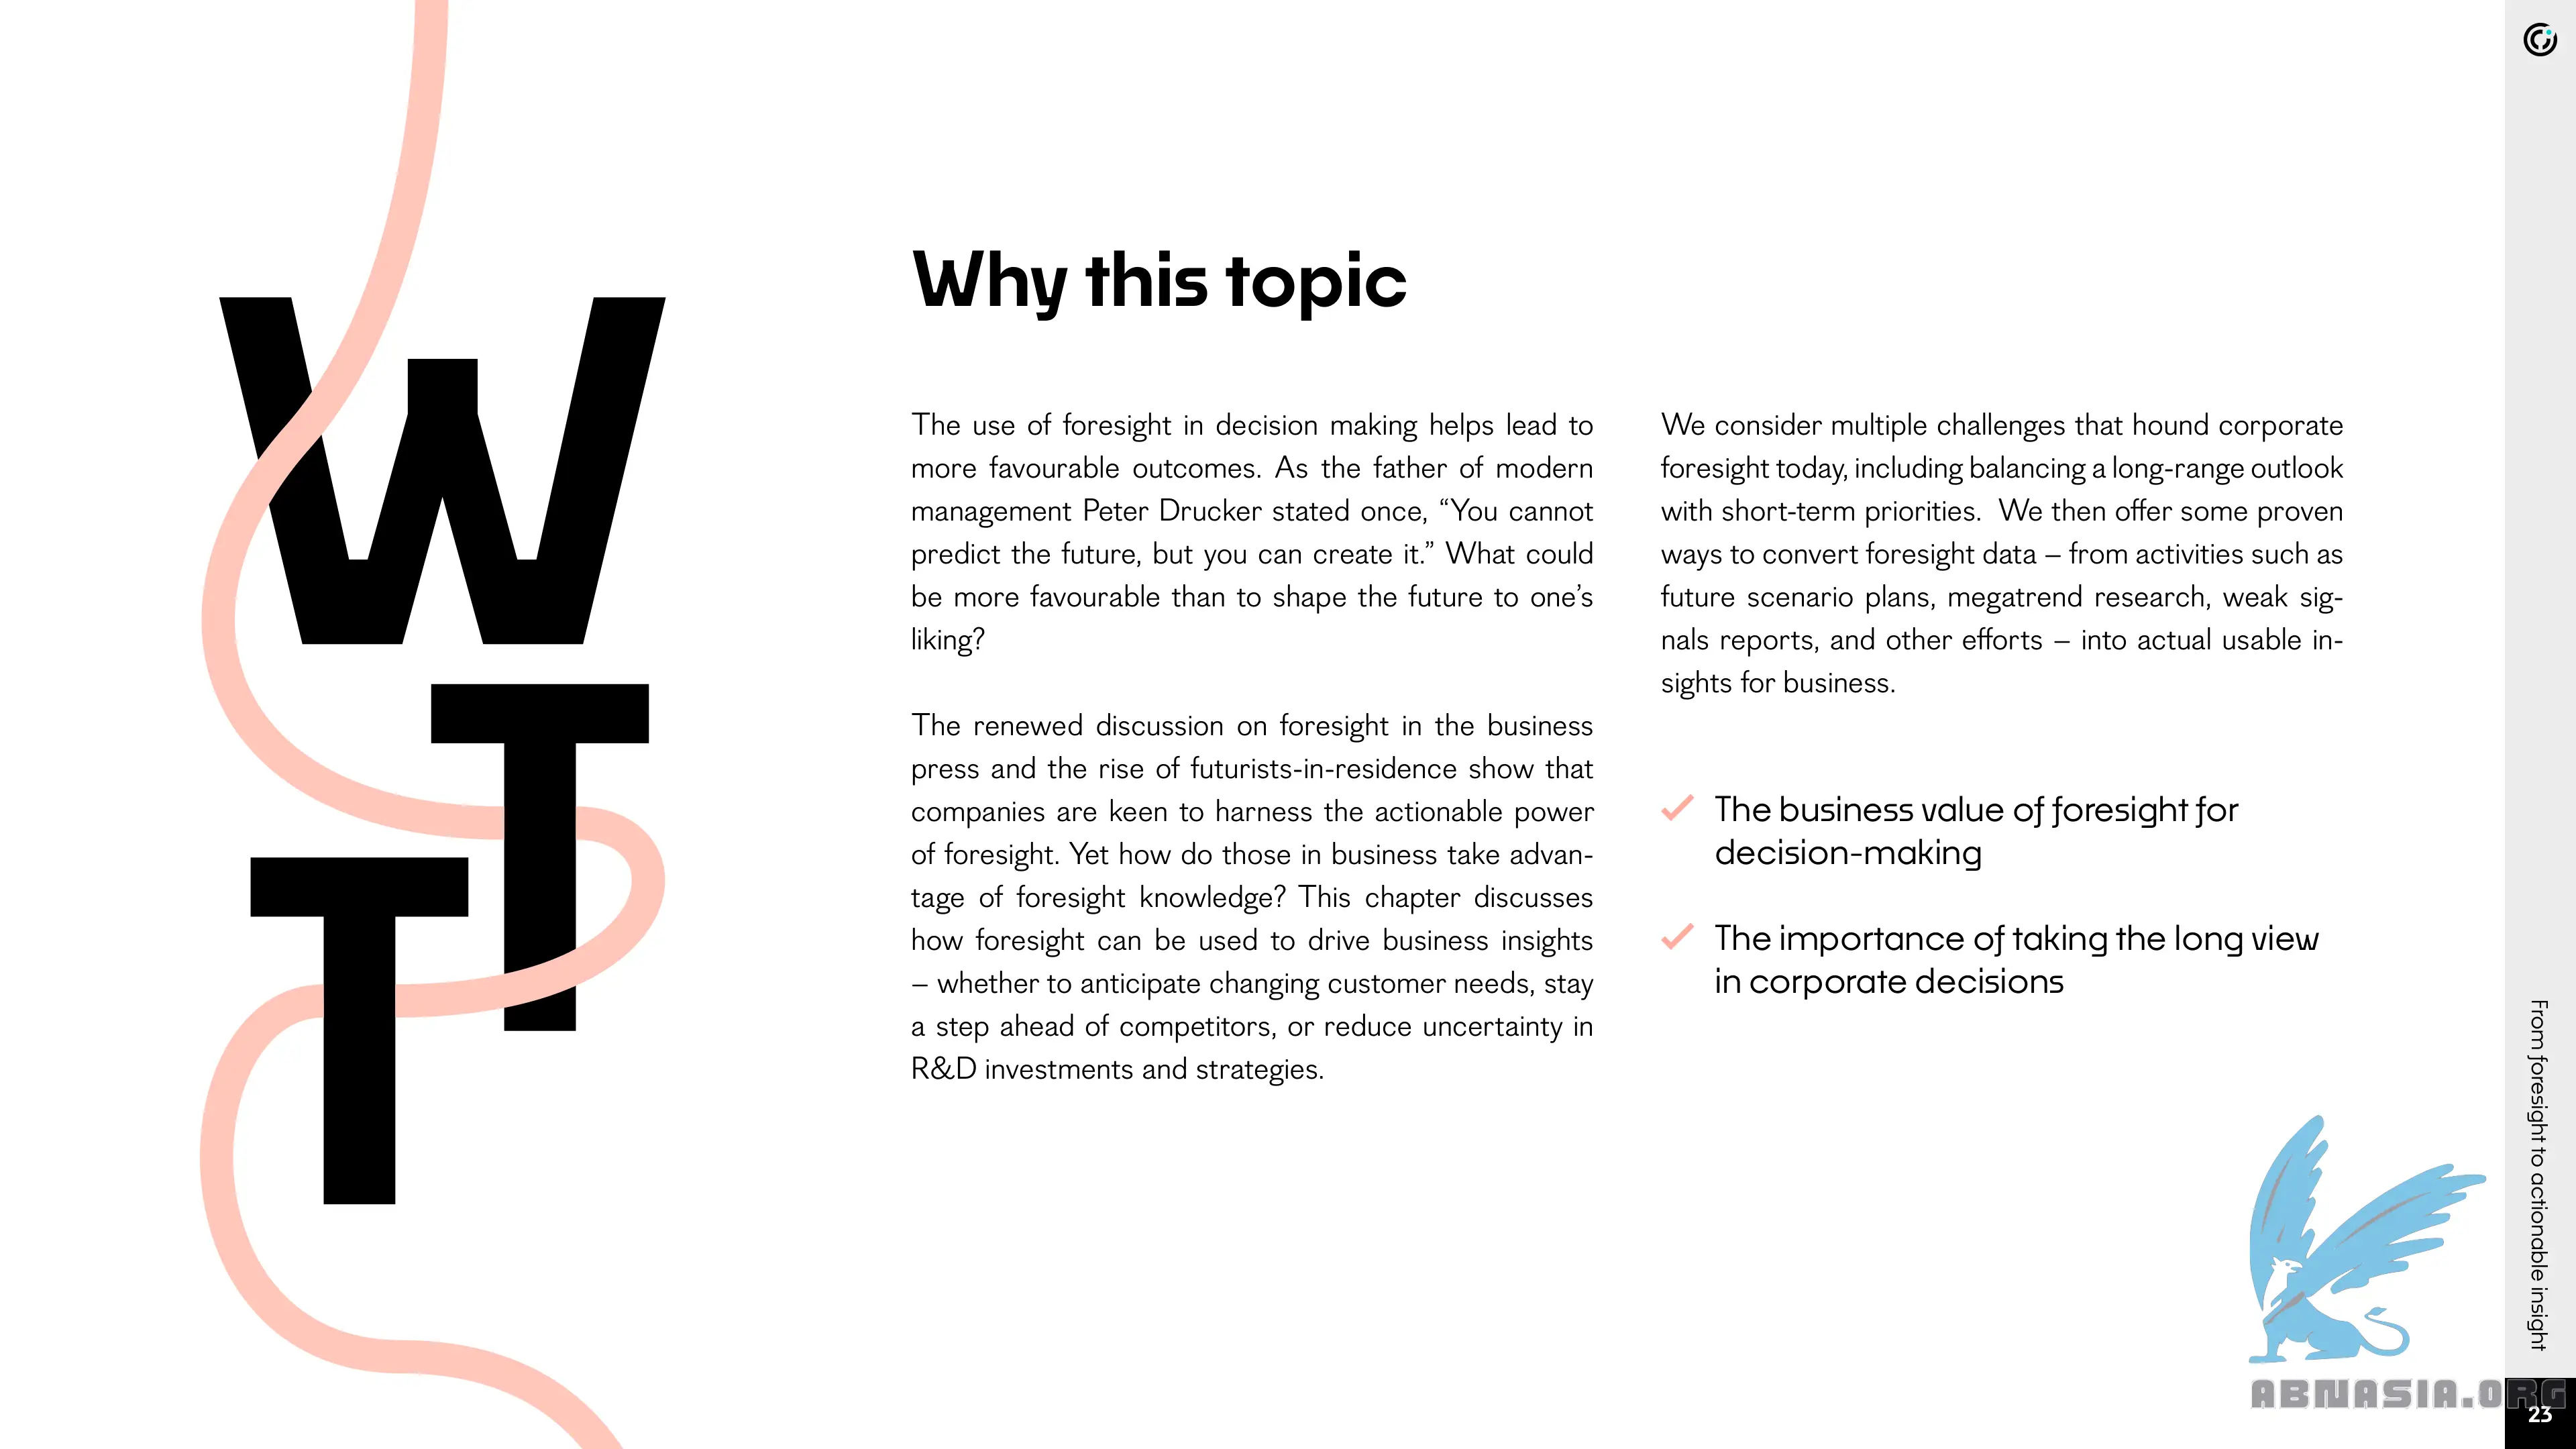 W
T
T
Why this topic
The use of foresight in decision making helps lead to
more favourable outcomes. As the father of modern
management Peter Drucker stated once, “You cannot
predict the future, but you can create it.” What could
be more favourable than to shape the future to one’s
liking?
The renewed discussion on foresight in the business
press and the rise of futurists-in-residence show that
companies are keen to harness the actionable power
of foresight. Yet how do those in business take advan-
tage of foresight knowledge? This chapter discusses
how foresight can be used to drive business insights
– whether to anticipate changing customer needs, stay
a step ahead of competitors, or reduce uncertainty in
R&D investments and strategies.
We consider multiple challenges that hound corporate
foresight today, including balancing a long-range outlook
with short-term priorities.  We then offer some proven
ways to convert foresight data – from activities such as
future scenario plans, megatrend research, weak sig-
nals reports, and other efforts – into actual usable in-
sights for business.
The business value of foresight for
decision-making
The importance of taking the long view
in corporate decisions
From foresight to actionable insight
ABNASIA.ORG
23